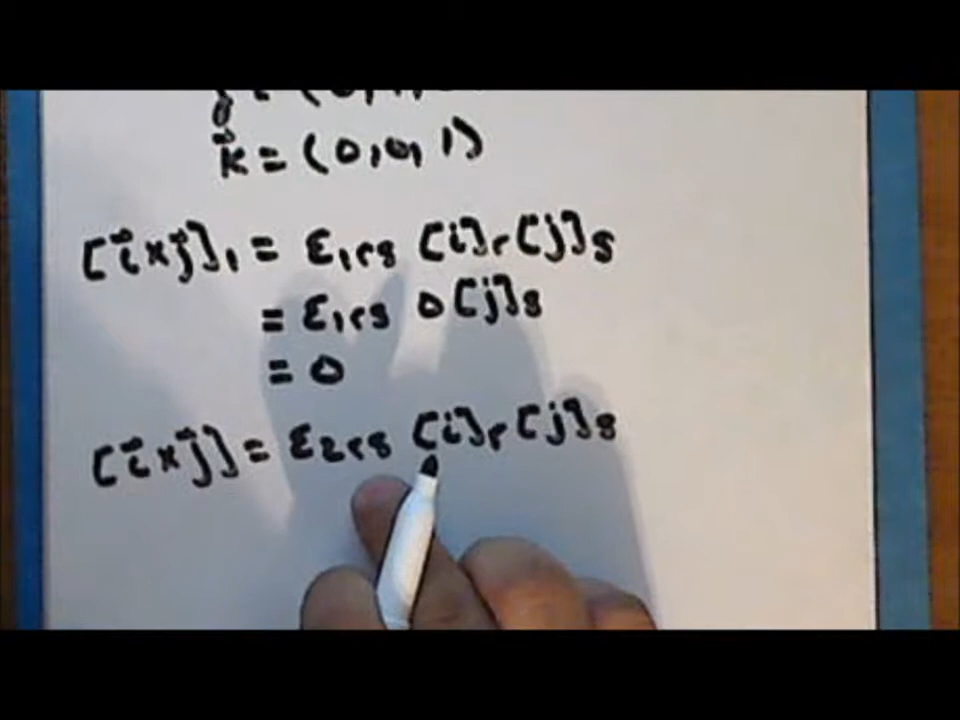 k⃗ = (0,0,1)
[i⃗×j⃗]₁ = ε₁rs [i]r[j]s
= ε₁rs 0[j]s
= 0
[i⃗×j⃗] = ε₂rs [i]r[j]s